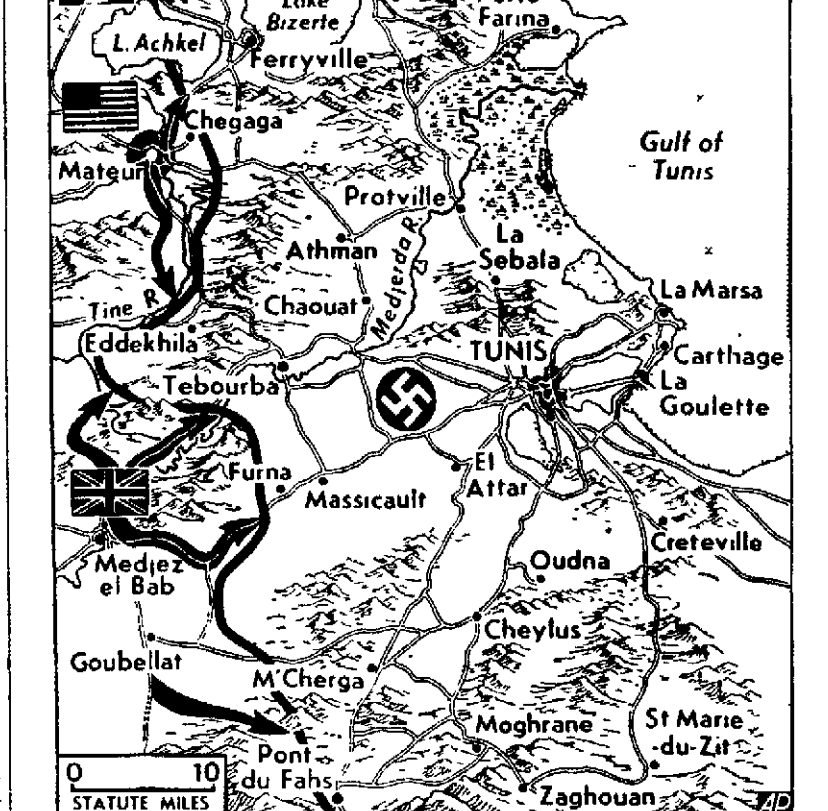 Lake
Bizerte
Farina
L. Achkel
Ferryville
Chegaga
Mateur
Gulf of
Tunis
Protville
La
Sebala
Athman
Medjerda R.
Chaouat
Tine R
La Marsa
Eddekhila
TUNIS
Carthage
Tebourba
La
Goulette
Furna
Massicault
El
Attar
Medjez
el Bab
Creteville
Oudna
Goubellat
Cheylus
M'Cherga
Moghrane
St Marie
-du-Zit
Pont
du Fahs
Zaghouan
0 10
STATUTE MILES
AP